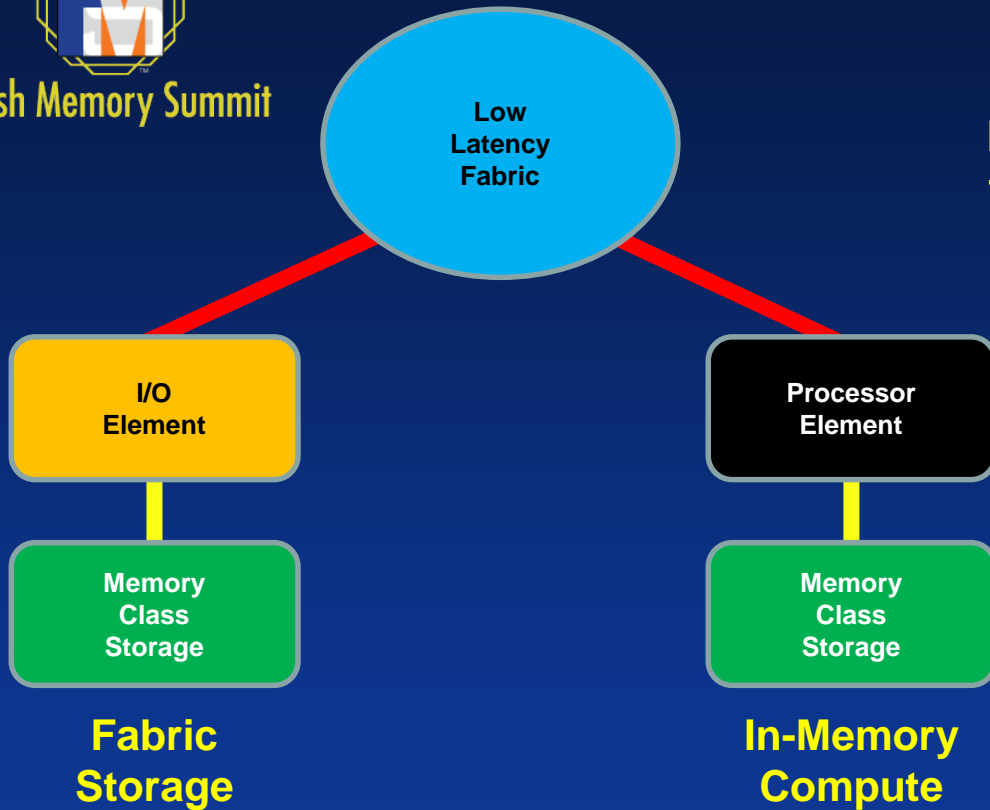 sh Memory Summit
Low
Latency
Fabric
I/O
Element
Processor
Element
Memory
Class
Storage
Memory
Class
Storage
Fabric
Storage
In-Memory
Compute